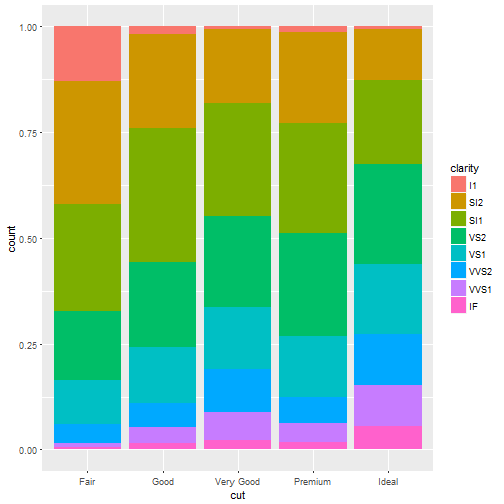 1.00
0.75
0.50
0.25
0.00
count
Fair Good Very Good Premium Ideal
cut
clarity
I1
SI2
SI1
VS2
VS1
VVS2
VVS1
IF